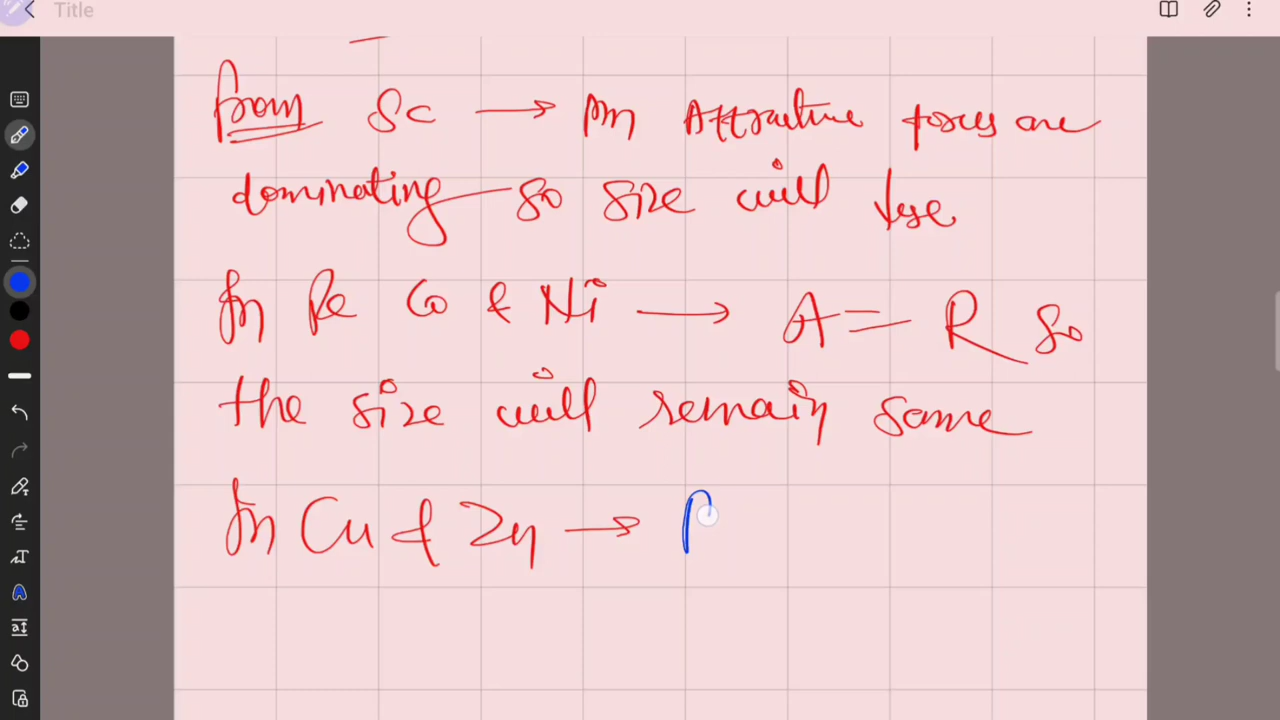 Title
from Sc → Mn Attractive forces are
dominating so size will ↓se
In Fe Co & Ni → A = R so
the size will remain same
In Cu & Zn →